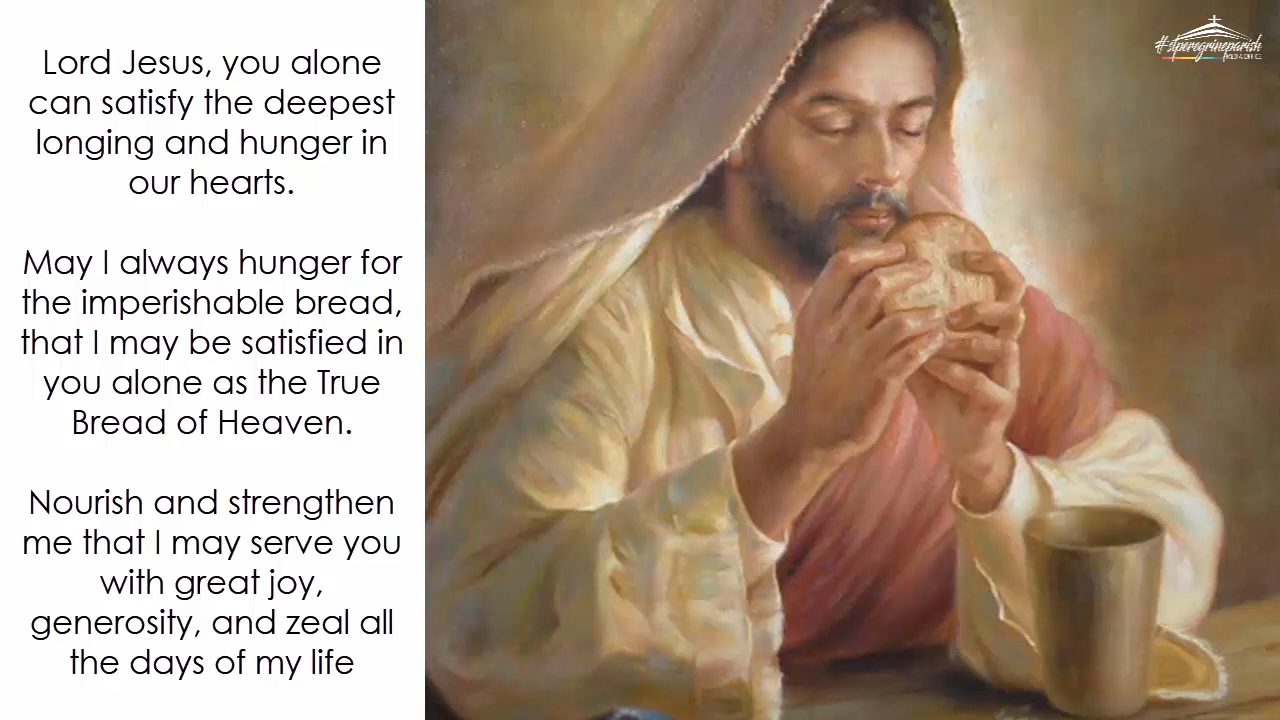 Lord Jesus, you alone
can satisfy the deepest
longing and hunger in
our hearts.
May I always hunger for
the imperishable bread,
that I may be satisfied in
you alone as the True
Bread of Heaven.
Nourish and strengthen
me that I may serve you
with great joy,
generosity, and zeal all
the days of my life
#stperegrineparish